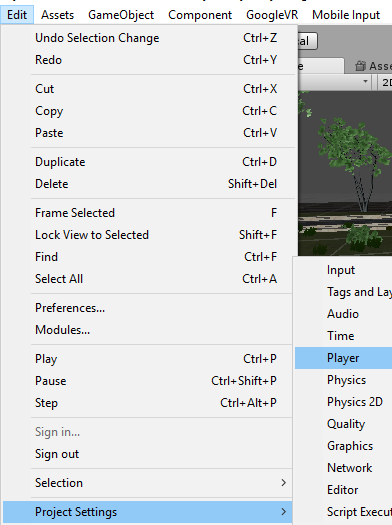 Edit Assets GameObject Component GoogleVR Mobile Input
Undo Selection Change Ctrl+Z
Redo Ctrl+Y
Cut Ctrl+X
Copy Ctrl+C
Paste Ctrl+V
Duplicate Ctrl+D
Delete Shift+Del
Frame Selected F
Lock View to Selected Shift+F
Find Ctrl+F
Select All Ctrl+A
Preferences...
Modules...
Play Ctrl+P
Pause Ctrl+Shift+P
Step Ctrl+Alt+P
Sign in...
Sign out
Selection
Project Settings
Input
Tags and Lay
Audio
Time
Player
Physics
Physics 2D
Quality
Graphics
Network
Editor
Script Execut
al
e
Asse
2D